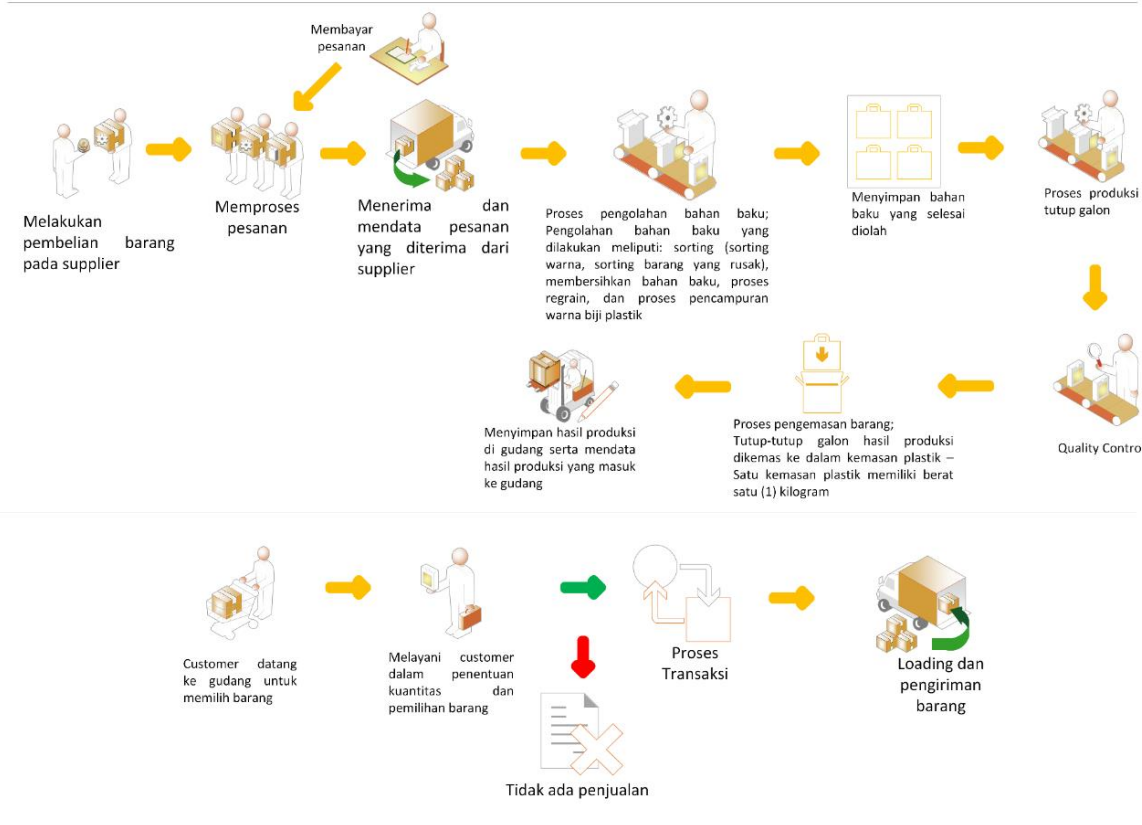 Membayar
pesanan
Melakukan
pembelian barang
pada supplier
Memproses
pesanan
Menerima dan
mendata pesanan
yang diterima dari
supplier
Proses pengolahan bahan baku;
Pengolahan bahan baku yang
dilakukan meliputi: sorting (sorting
warna, sorting barang yang rusak),
membersihkan bahan baku, proses
regrain, dan proses pencampuran
warna biji plastik
Menyimpan bahan
baku yang selesai
diolah
Proses produksi
tutup galon
Menyimpan hasil produksi
di gudang serta mendata
hasil produksi yang masuk
ke gudang
Proses pengemasan barang;
Tutup-tutup galon hasil produksi
dikemas ke dalam kemasan plastik –
Satu kemasan plastik memiliki berat
satu (1) kilogram
Quality Contro
Customer datang
ke gudang untuk
memilih barang
Melayani customer
dalam penentuan
kuantitas dan
pemilihan barang
Proses
Transaksi
Loading dan
pengiriman
barang
Tidak ada penjualan